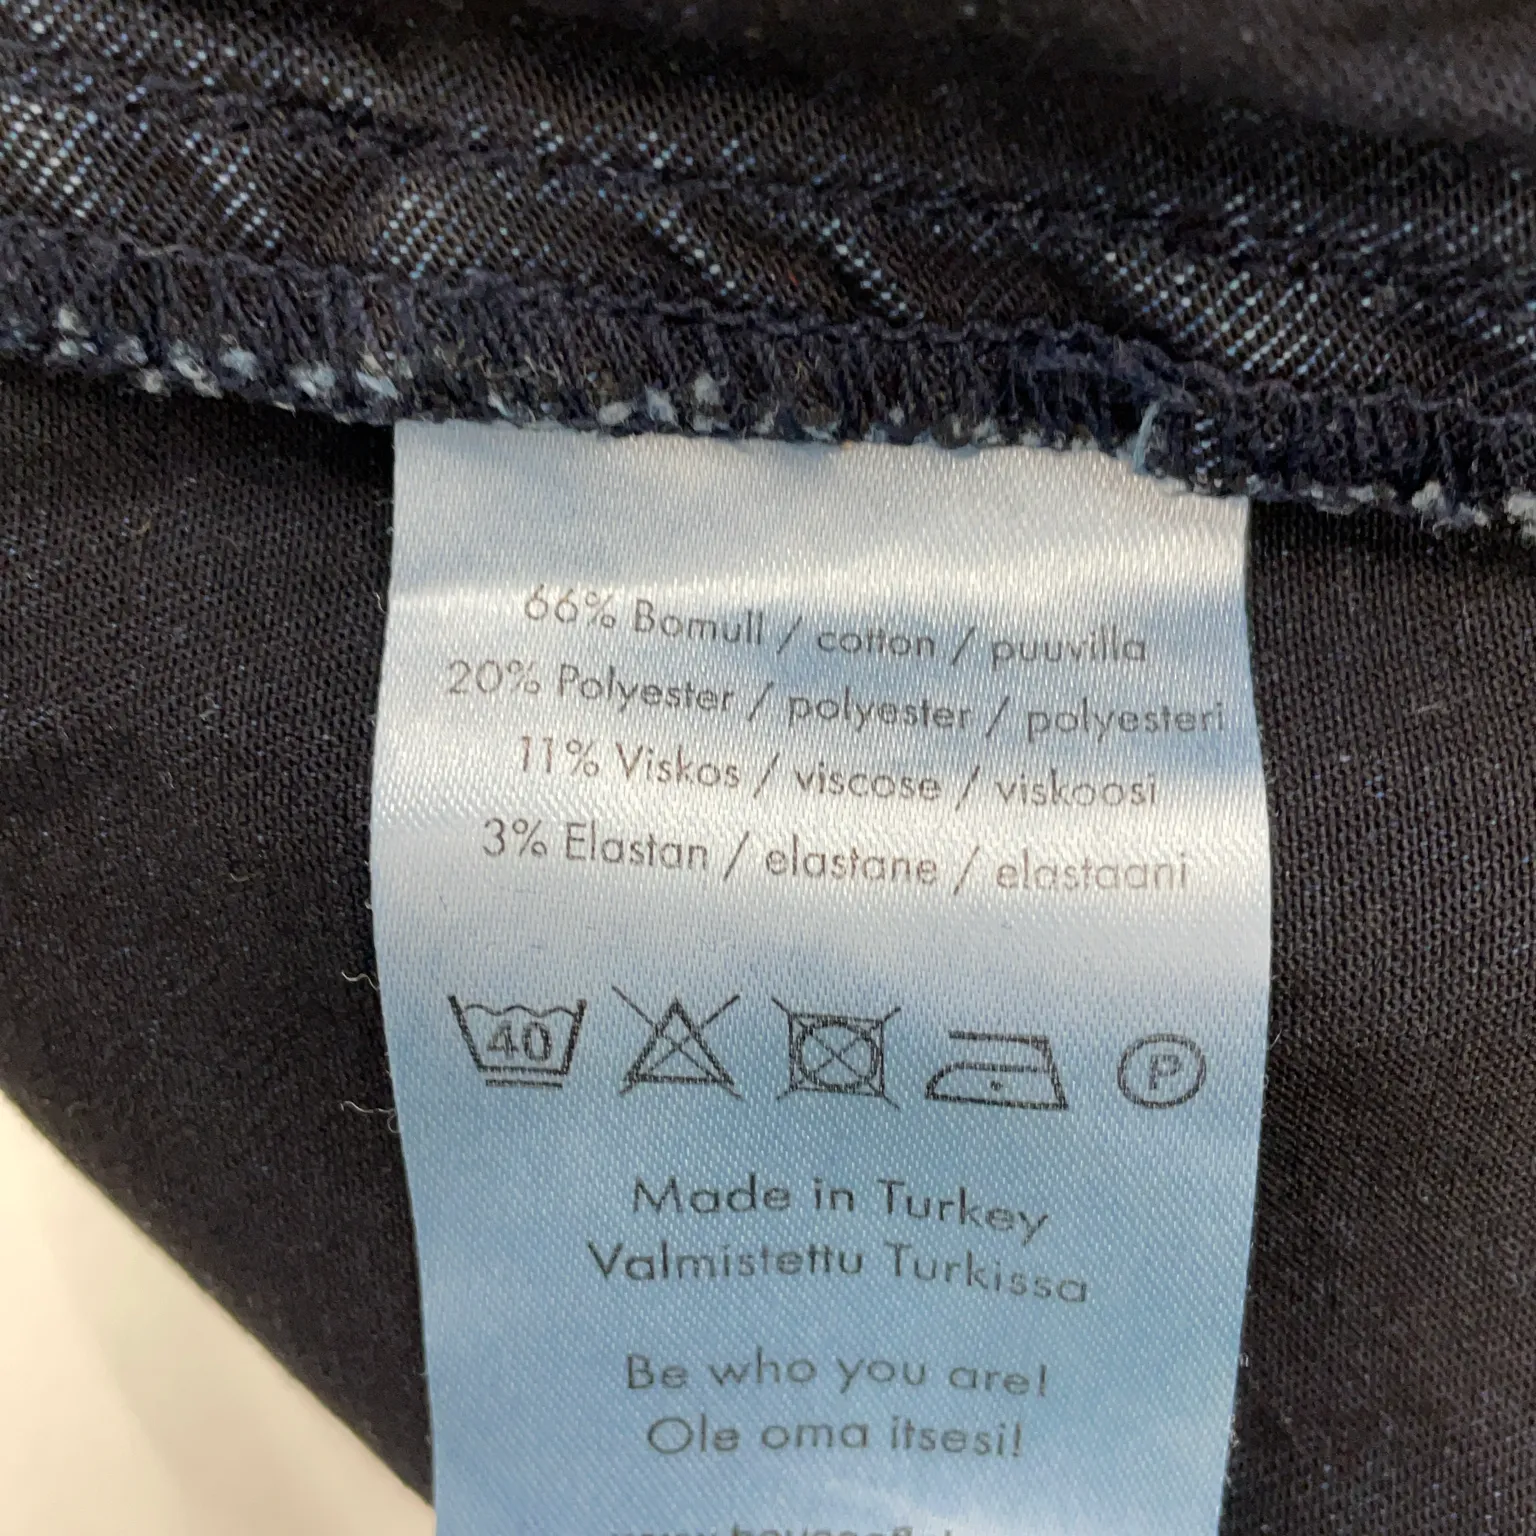 66% Bomull / cotton / puuvilla
20% Polyester / polyester / polyesteri
11% Viskos / viscose / viskoosi
3% Elastan / elastane / elastaani
40
P
Made in Turkey
Valmistettu Turkissa
Be who you are!
Ole oma itsesi!